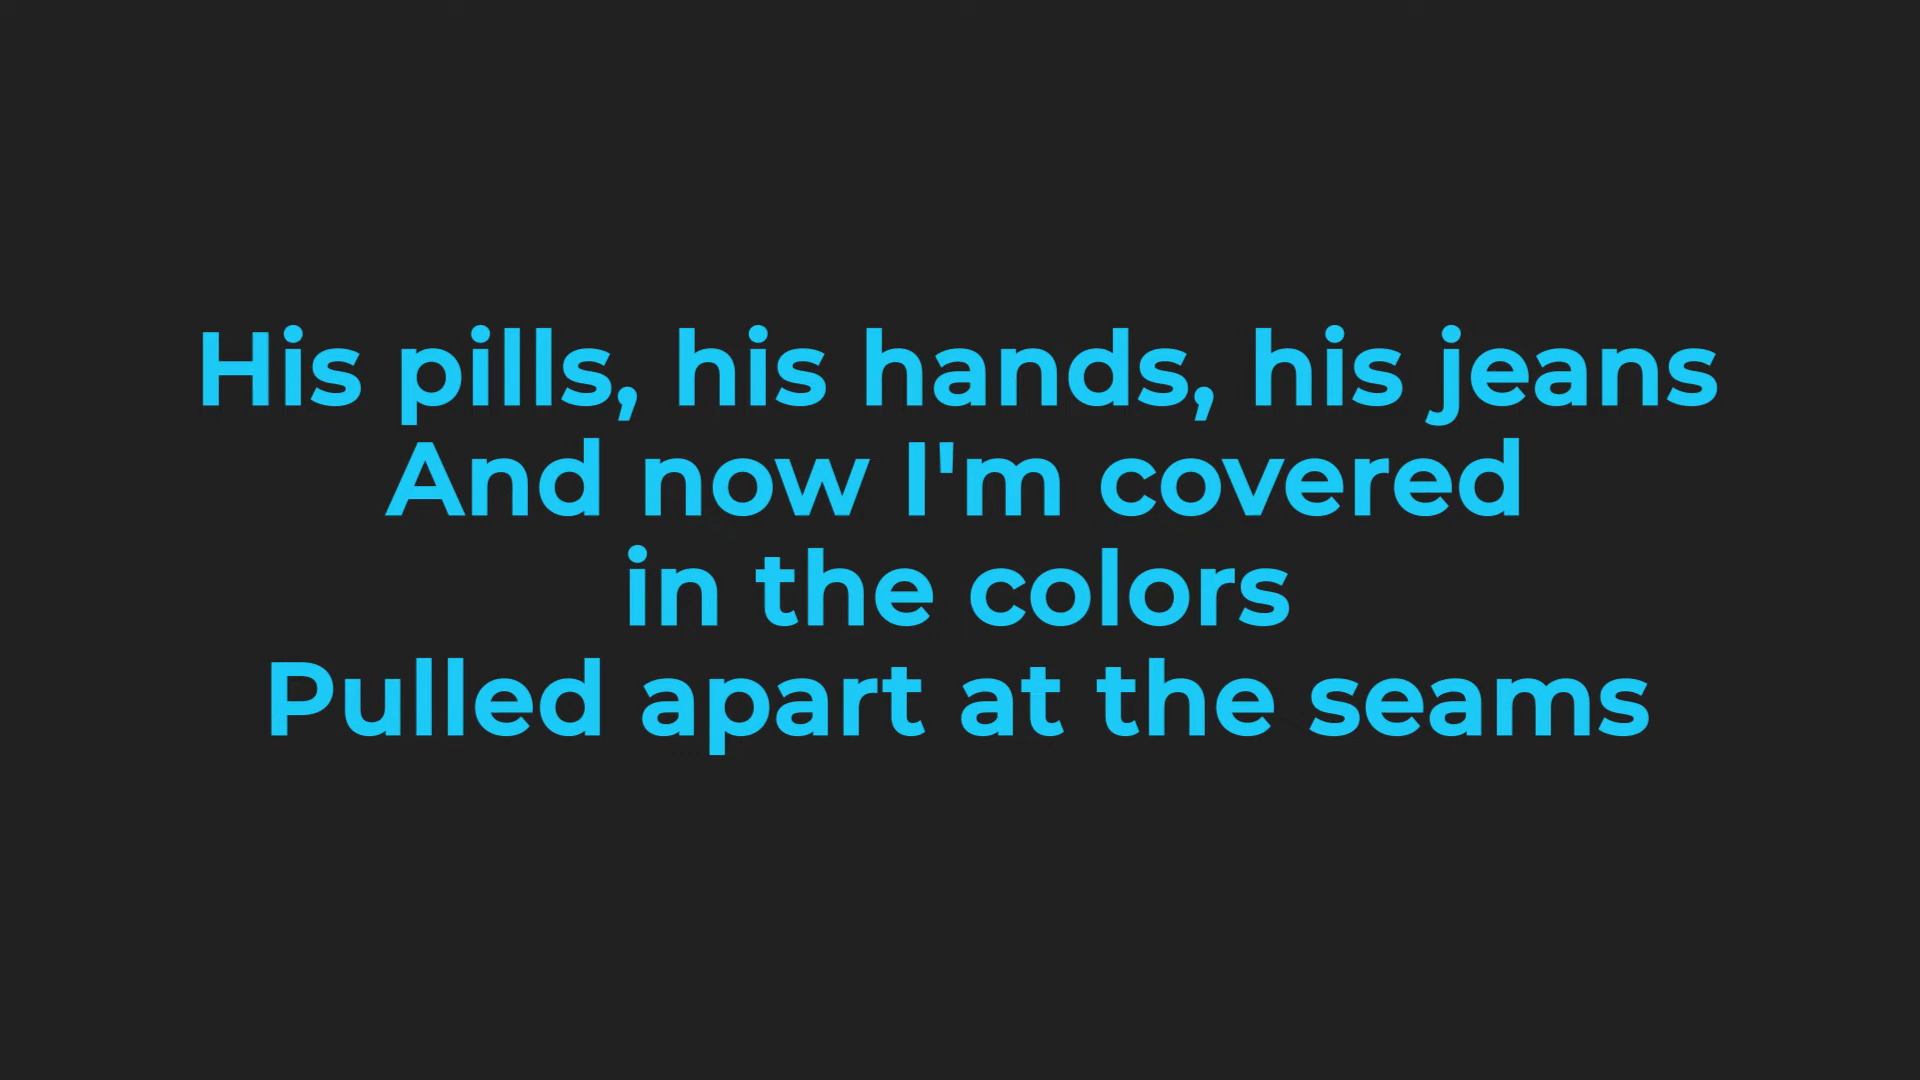 His pills, his hands, his jeans
And now I'm covered
in the colors
Pulled apart at the seams